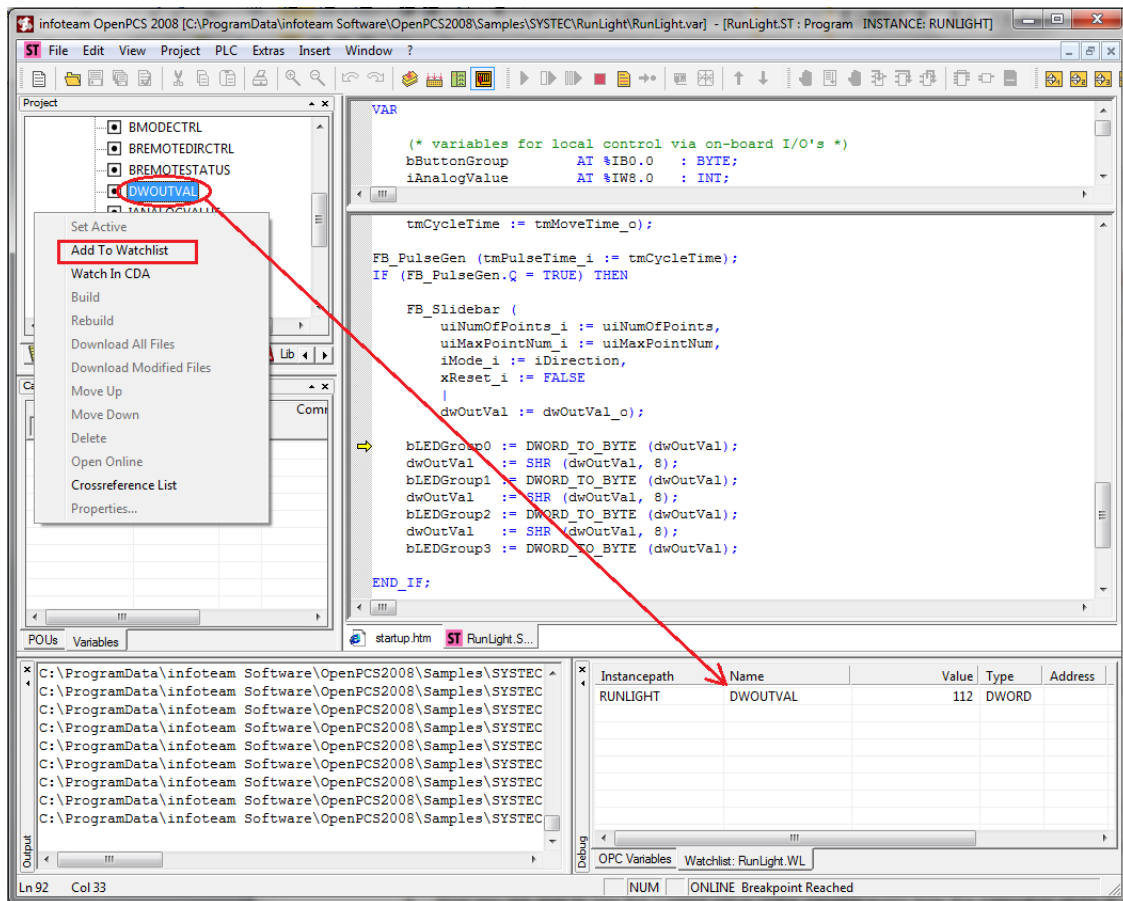 infoteam OpenPCS 2008 [C:\ProgramData\infoteam Software\OpenPCS2008\Samples\SYSTEC\RunLight\RunLight.var] - [RunLight.ST : Program   INSTANCE: RUNLIGHT]
ST File Edit View Project PLC Extras Insert Window ?
Project
BMODECTRL
BREMOTEDIRCTRL
BREMOTESTATUS
DWOUTVAL
Set Active
Add To Watchlist
Watch In CDA
Build
Rebuild
Download All Files
Download Modified Files
Move Up
Move Down
Delete
Open Online
Crossreference List
Properties...
Lib
Ca
Comm
POUs Variables
VAR
(* variables for local control via on-board I/O's *)
bButtonGroup AT %IB0.0 : BYTE;
iAnalogValue AT %IW8.0 : INT;
tmCycleTime := tmMoveTime_o);
FB_PulseGen (tmPulseTime_i := tmCycleTime);
IF (FB_PulseGen.Q = TRUE) THEN
FB_Slidebar (
uiNumOfPoints_i := uiNumOfPoints,
uiMaxPointNum_i := uiMaxPointNum,
iMode_i := iDirection,
xReset_i := FALSE
|
dwOutVal := dwOutVal_o);
bLEDGroup0 := DWORD_TO_BYTE (dwOutVal);
dwOutVal := SHR (dwOutVal, 8);
bLEDGroup1 := DWORD_TO_BYTE (dwOutVal);
dwOutVal := SHR (dwOutVal, 8);
bLEDGroup2 := DWORD_TO_BYTE (dwOutVal);
dwOutVal := SHR (dwOutVal, 8);
bLEDGroup3 := DWORD_TO_BYTE (dwOutVal);
END_IF;
startup.htm ST RunLight.S...
C:\ProgramData\infoteam Software\OpenPCS2008\Samples\SYSTEC
C:\ProgramData\infoteam Software\OpenPCS2008\Samples\SYSTEC
C:\ProgramData\infoteam Software\OpenPCS2008\Samples\SYSTEC
C:\ProgramData\infoteam Software\OpenPCS2008\Samples\SYSTEC
C:\ProgramData\infoteam Software\OpenPCS2008\Samples\SYSTEC
C:\ProgramData\infoteam Software\OpenPCS2008\Samples\SYSTEC
C:\ProgramData\infoteam Software\OpenPCS2008\Samples\SYSTEC
C:\ProgramData\infoteam Software\OpenPCS2008\Samples\SYSTEC
C:\ProgramData\infoteam Software\OpenPCS2008\Samples\SYSTEC
Output
Instancepath Name Value Type Address
RUNLIGHT DWOUTVAL 112 DWORD
Debug
OPC Variables Watchlist: RunLight.WL
Ln 92 Col 33 NUM ONLINE Breakpoint Reached